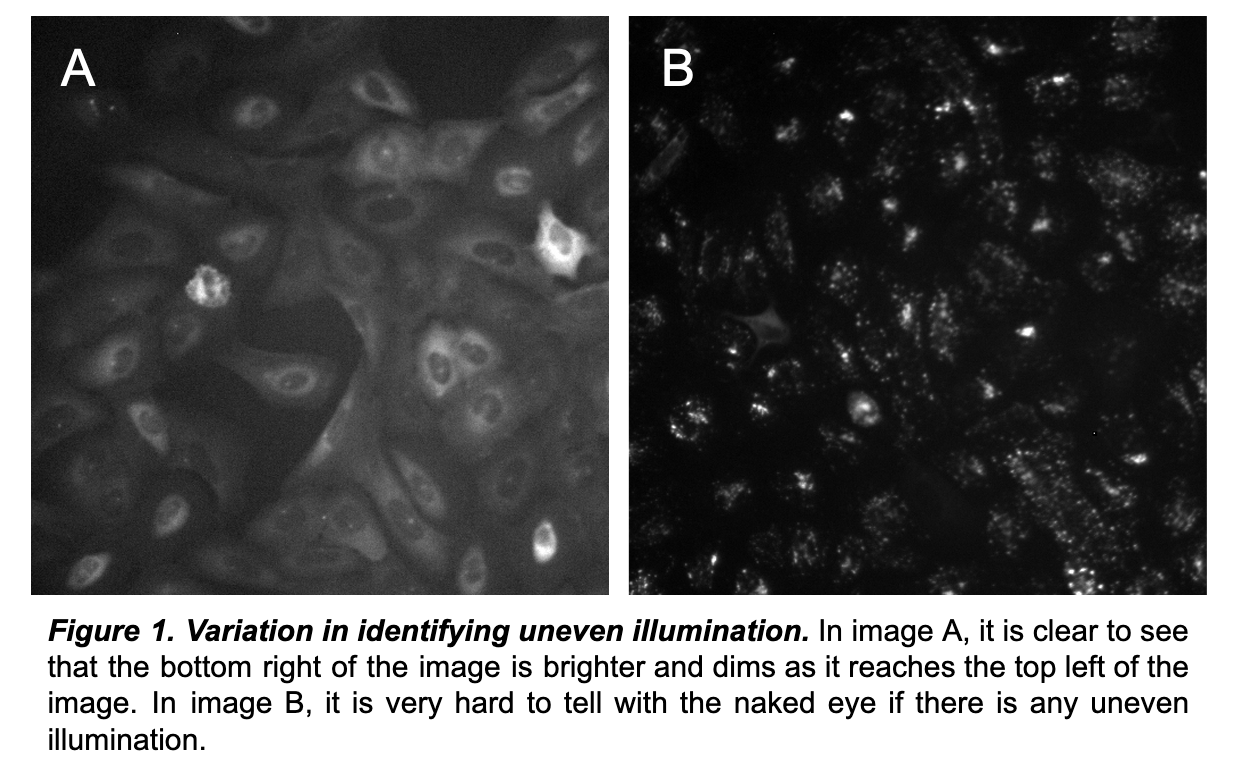 A
B
Figure 1. Variation in identifying uneven illumination. In image A, it is clear to see
that the bottom right of the image is brighter and dims as it reaches the top left of the
image. In image B, it is very hard to tell with the naked eye if there is any uneven
illumination.